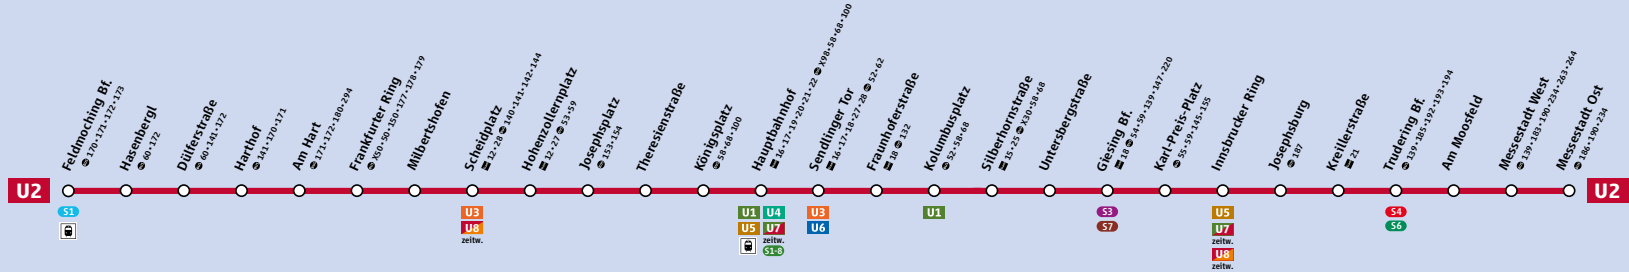 U2
Feldmoching Bf.
170•171•172•173
S1
Hasenbergl
60•172
Dülferstraße
60•141•172
Harthof
141•170•171
Am Hart
171•172•180•294
Frankfurter Ring
X50•50•150•177•178•179
Milbertshofen
Scheidplatz
12•28 140•141•142•144
U3
U8
zeitw.
Hohenzollernplatz
12•27 53•59
Josephsplatz
153•154
Theresienstraße
Königsplatz
58•68•100
Hauptbahnhof
16•17•19•20•21•22 X98•58•68•100
U1 U4
U5 U7
zeitw.
S1-8
Sendlinger Tor
16•17•18•27•28 52•62
U3
U6
Fraunhoferstraße
18 132
Kolumbusplatz
52•58•68
U1
Silberhornstraße
15•25 X30•58•68
Untersbergstraße
Giesing Bf.
18 54•59•139•147•220
S3
S7
Karl-Preis-Platz
55•59•145•155
Innsbrucker Ring
U5
U7
zeitw.
U8
zeitw.
Josephsburg
187
Kreillerstraße
21
Trudering Bf.
139•185•192•193•194
S4
S6
Am Moosfeld
Messestadt West
139•183•190•234•263•264
Messestadt Ost
186•190•234
U2